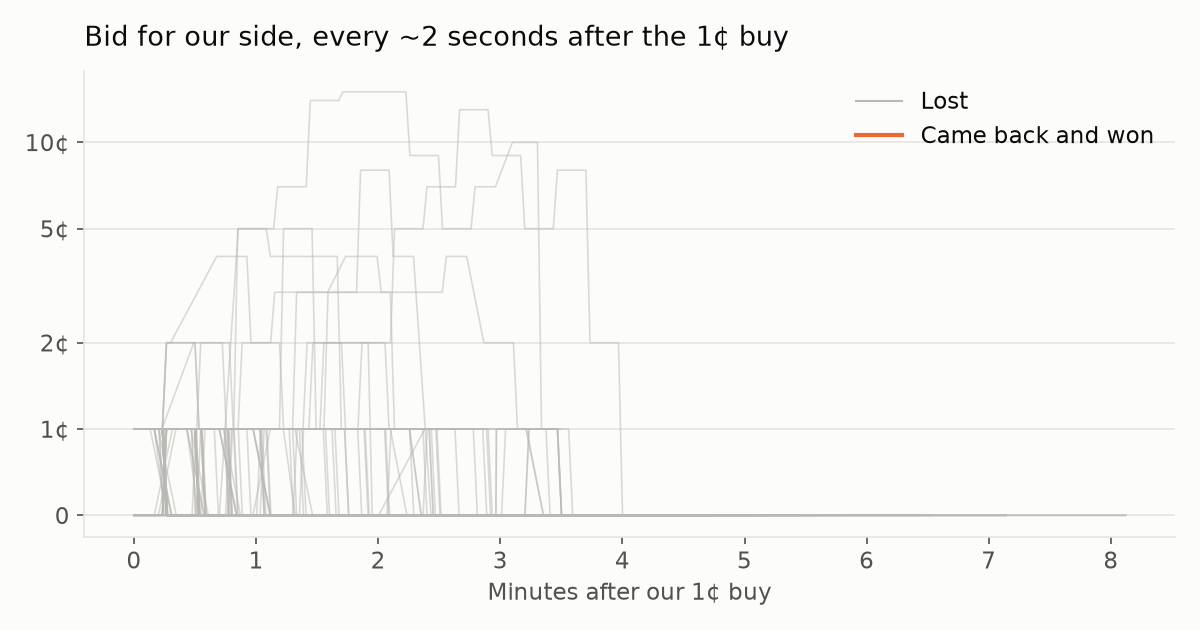 Bid for our side, every ~2 seconds after the 1¢ buy
Lost
Came back and won
10¢
5¢
2¢
1¢
0
0 1 2 3 4 5 6 7 8
Minutes after our 1¢ buy